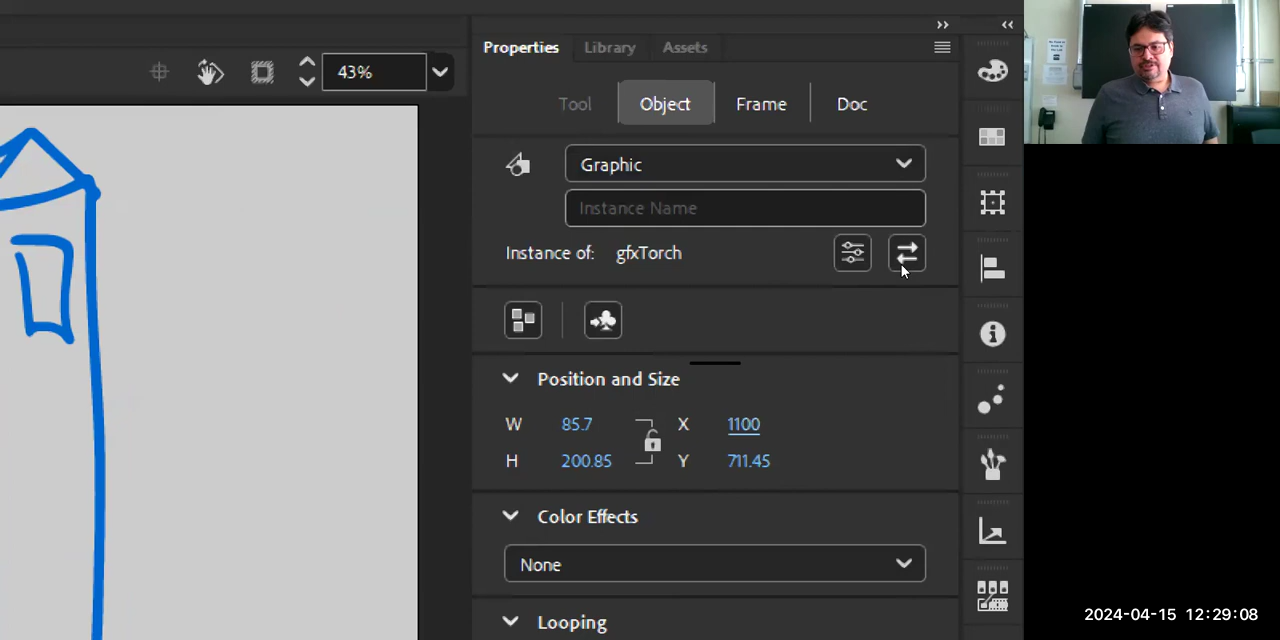 Properties Library Assets
43%
Tool Object Frame Doc
Graphic
Instance Name
Instance of: gfxTorch
Position and Size
W 85.7 X 1100
H 200.85 Y 711.45
Color Effects
None
Looping
2024-04-15 12:29:08